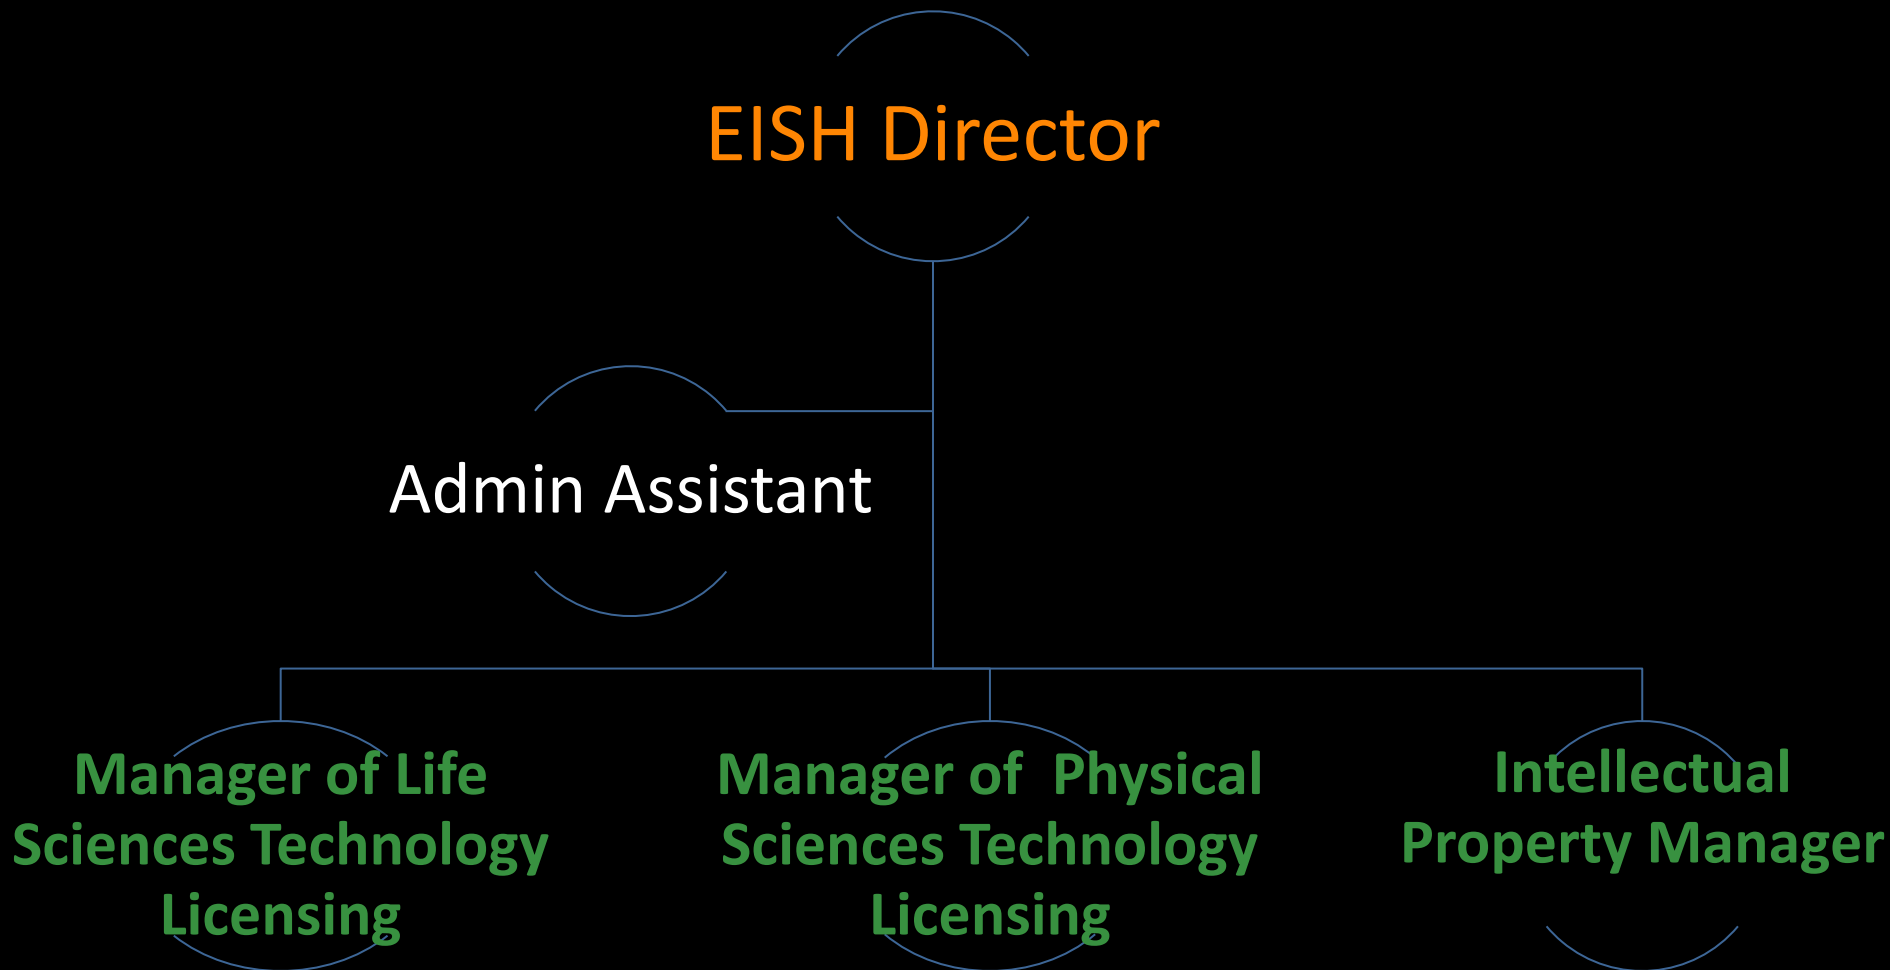 EISH Director
Admin Assistant
Manager of Life
Sciences Technology
Licensing
Manager of  Physical
Sciences Technology
Licensing
Intellectual
Property Manager